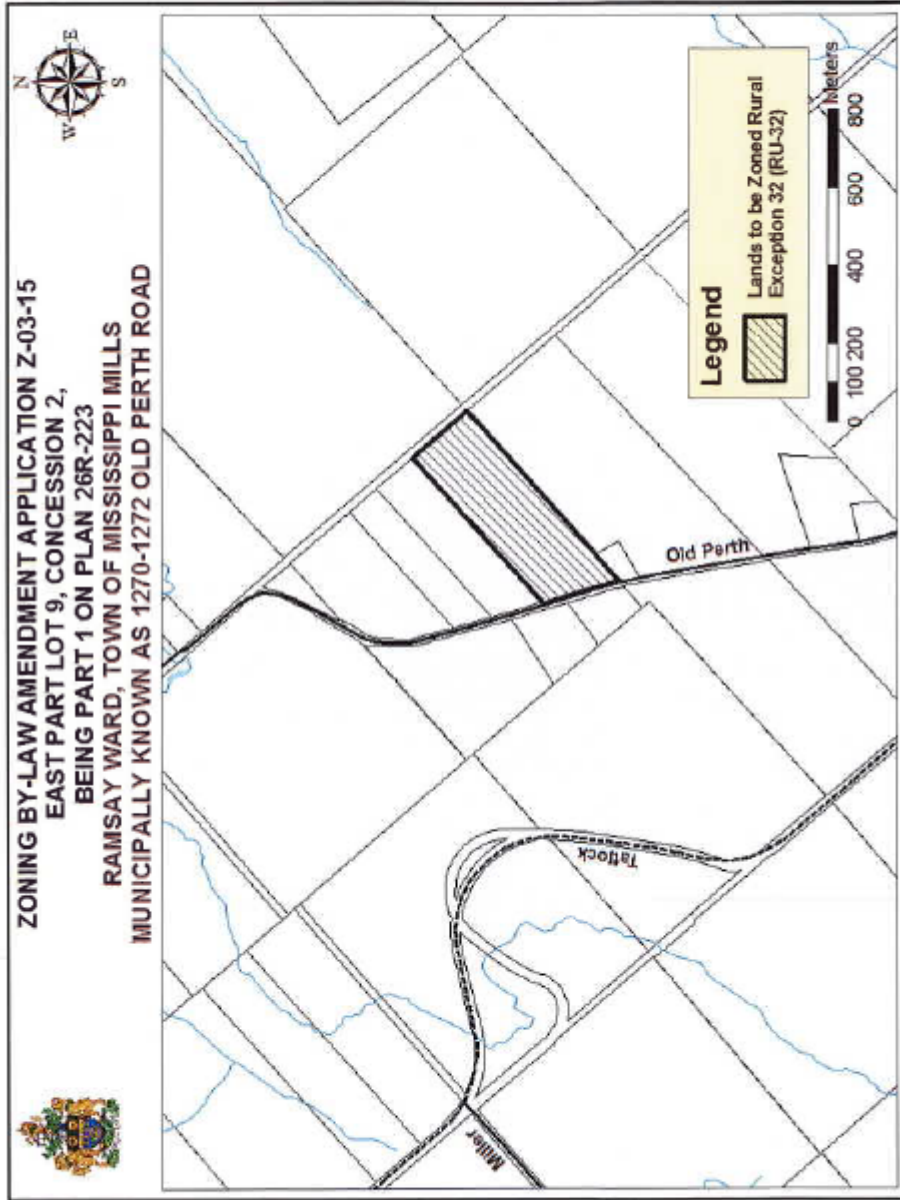 ZONING BY-LAW AMENDMENT APPLICATION Z-03-15
EAST PART LOT 9, CONCESSION 2,
BEING PART 1 ON PLAN 26R-223
RAMSAY WARD, TOWN OF MISSISSIPPI MILLS
MUNICIPALLY KNOWN AS 1270-1272 OLD PERTH ROAD
N
W
E
S
Miller
Tatlock
Old Perth
Legend
Lands to be Zoned Rural
Exception 32 (RU-32)
0 100 200 400 600 800
Meters